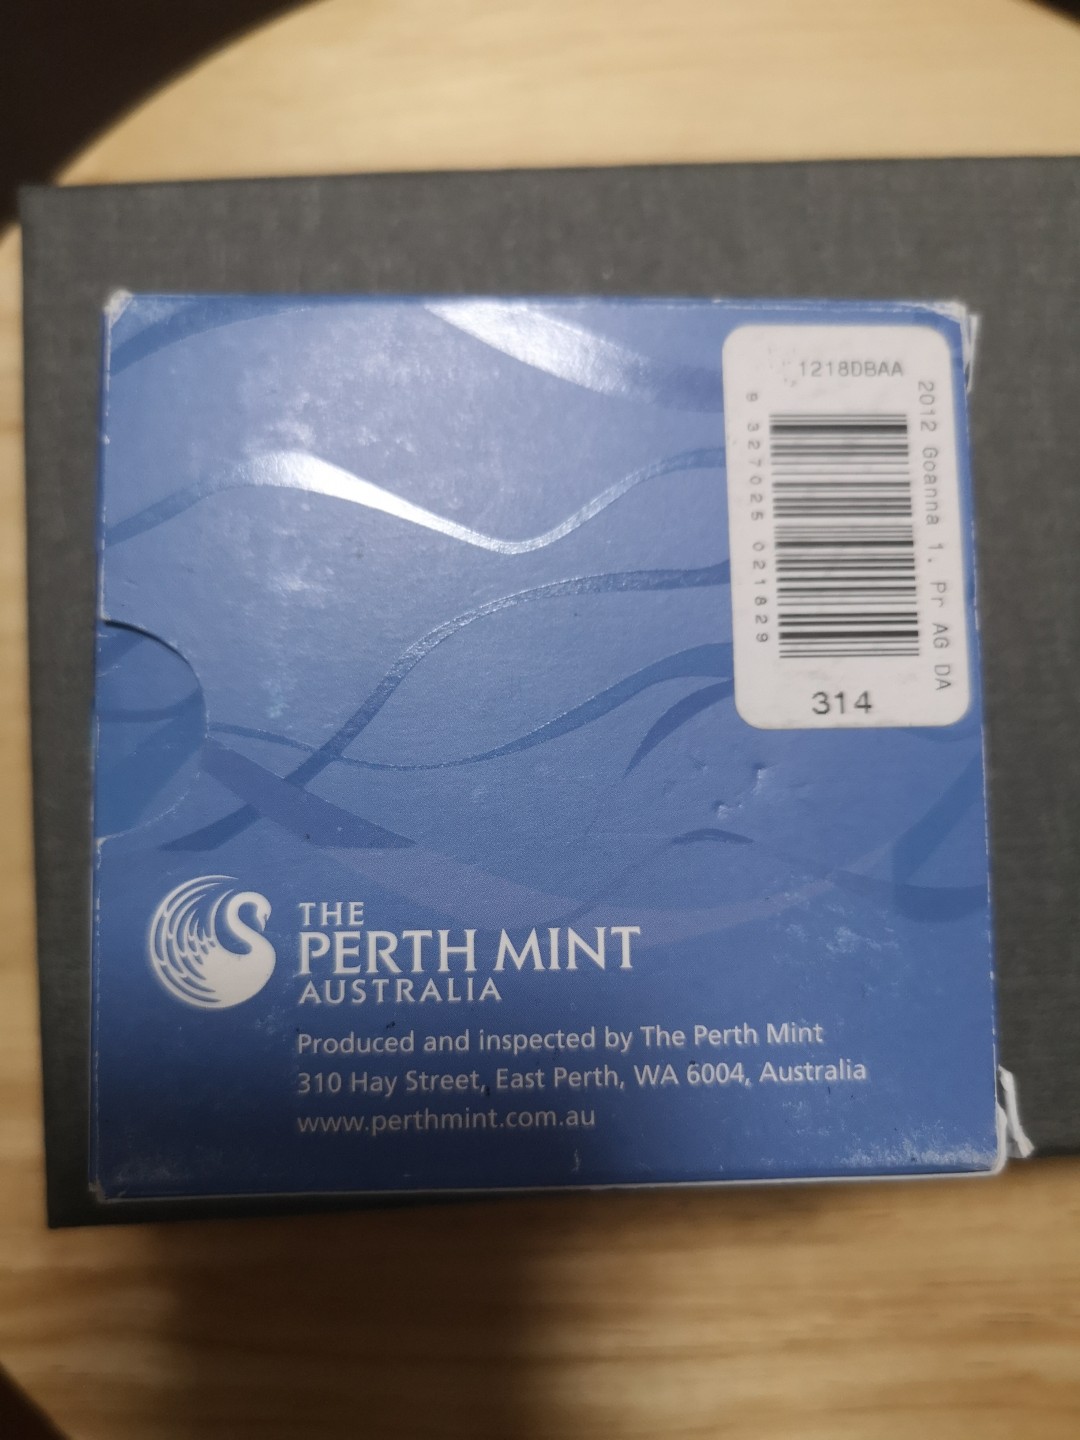 1218DBAA
9 327025 021829
2012 Goanna 1. Pr AG DA
314
THE
PERTH MINT
AUSTRALIA
Produced and inspected by The Perth Mint
310 Hay Street, East Perth, WA 6004, Australia
www.perthmint.com.au